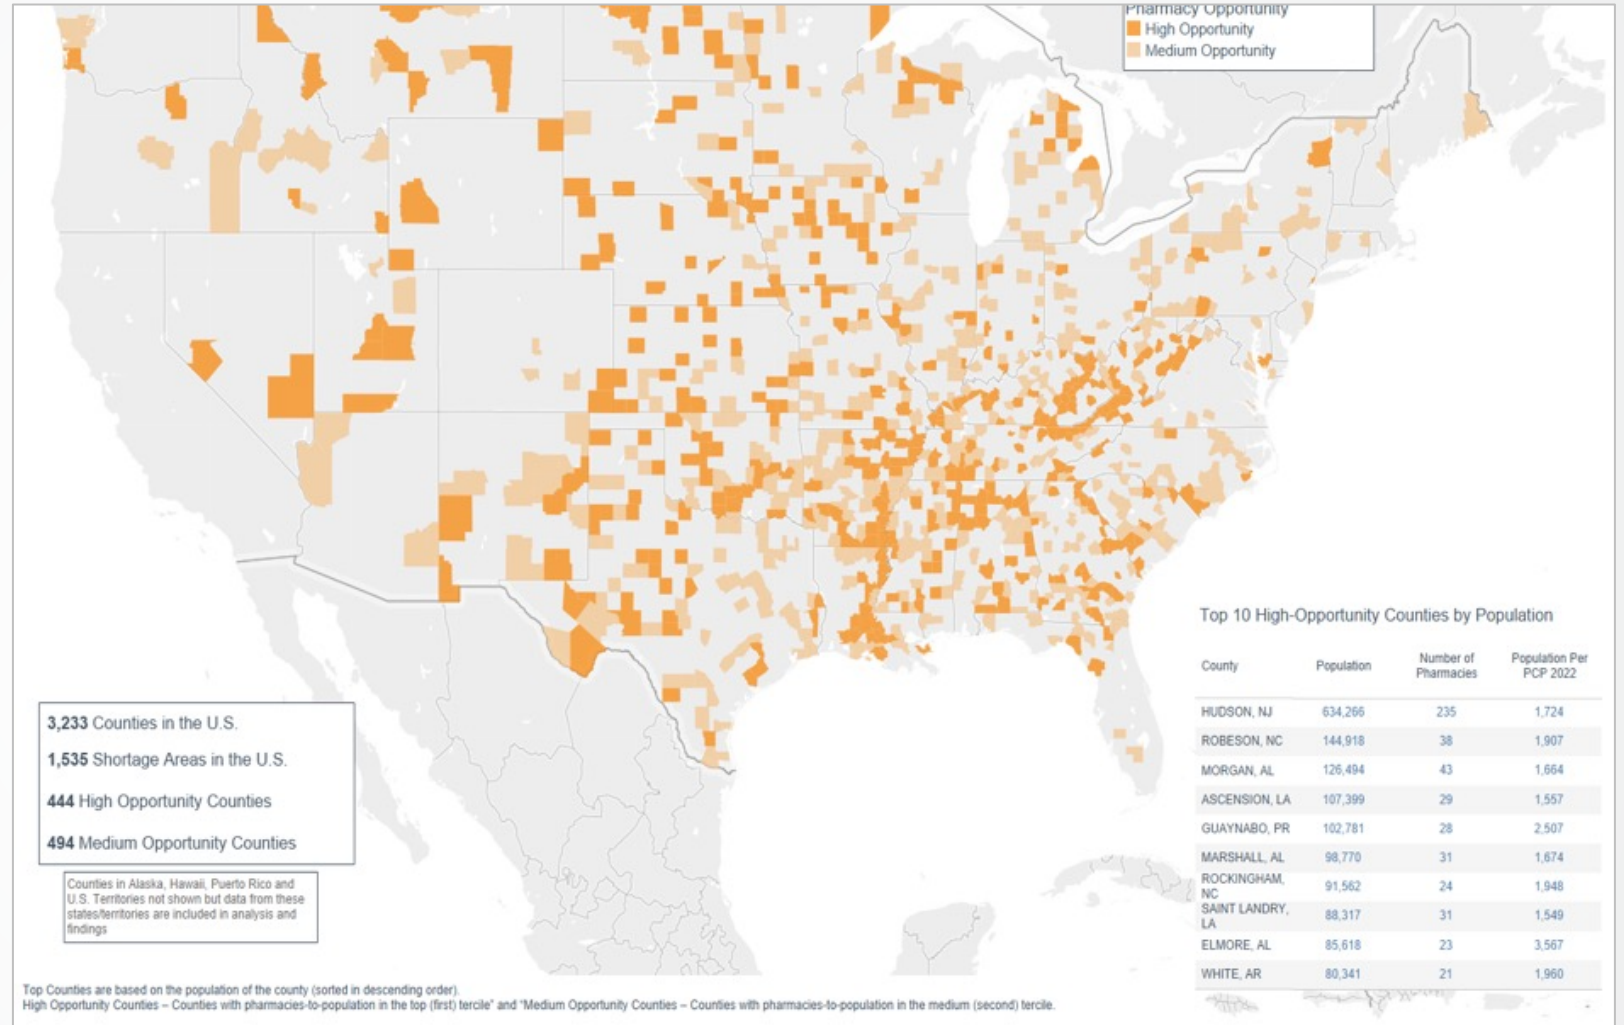 Pharmacy Opportunity
High Opportunity
Medium Opportunity
Top 10 High-Opportunity Counties by Population
County Population Number of Pharmacies Population Per PCP 2022
HUDSON, NJ 634,266 235 1,724
ROBESON, NC 144,918 38 1,907
MORGAN, AL 126,494 43 1,664
ASCENSION, LA 107,399 29 1,557
GUAYNABO, PR 102,781 28 2,507
MARSHALL, AL 98,770 31 1,674
ROCKINGHAM, NC 91,562 24 1,948
SAINT LANDRY, LA 88,317 31 1,549
ELMORE, AL 85,618 23 3,567
WHITE, AR 80,341 21 1,960
3,233 Counties in the U.S.
1,535 Shortage Areas in the U.S.
444 High Opportunity Counties
494 Medium Opportunity Counties
Counties in Alaska, Hawaii, Puerto Rico and
U.S. Territories not shown but data from these
states/territories are included in analysis and
findings
Top Counties are based on the population of the county (sorted in descending order).
High Opportunity Counties – Counties with pharmacies-to-population in the top (first) tercile" and "Medium Opportunity Counties – Counties with pharmacies-to-population in the medium (second) tercile.